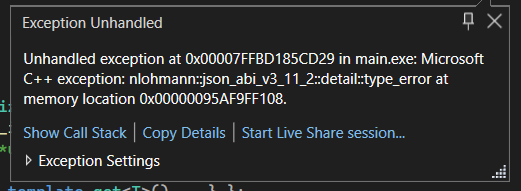 Exception Unhandled
Unhandled exception at 0x00007FFBD185CD29 in main.exe: Microsoft
C++ exception: nlohmann::json_abi_v3_11_2::detail::type_error at
memory location 0x00000095AF9FF108.
Show Call Stack | Copy Details | Start Live Share session...
Exception Settings